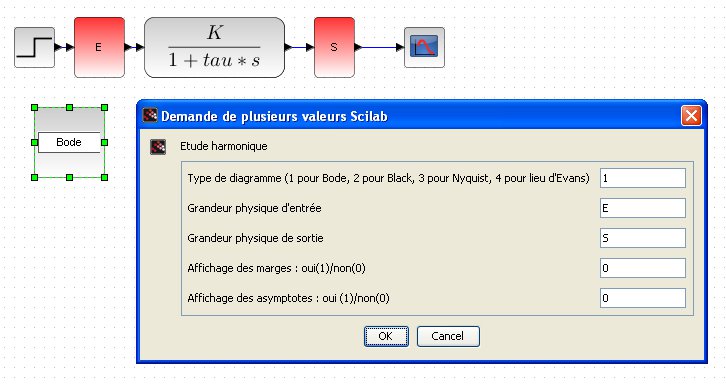 E
K
1 + tau * s
S
Bode
Demande de plusieurs valeurs Scilab
Etude harmonique
Type de diagramme (1 pour Bode, 2 pour Black, 3 pour Nyquist, 4 pour lieu d'Evans) 1
Grandeur physique d'entrée E
Grandeur physique de sortie S
Affichage des marges : oui(1)/non(0) 0
Affichage des asymptotes : oui (1)/non(0) 0
OK Cancel